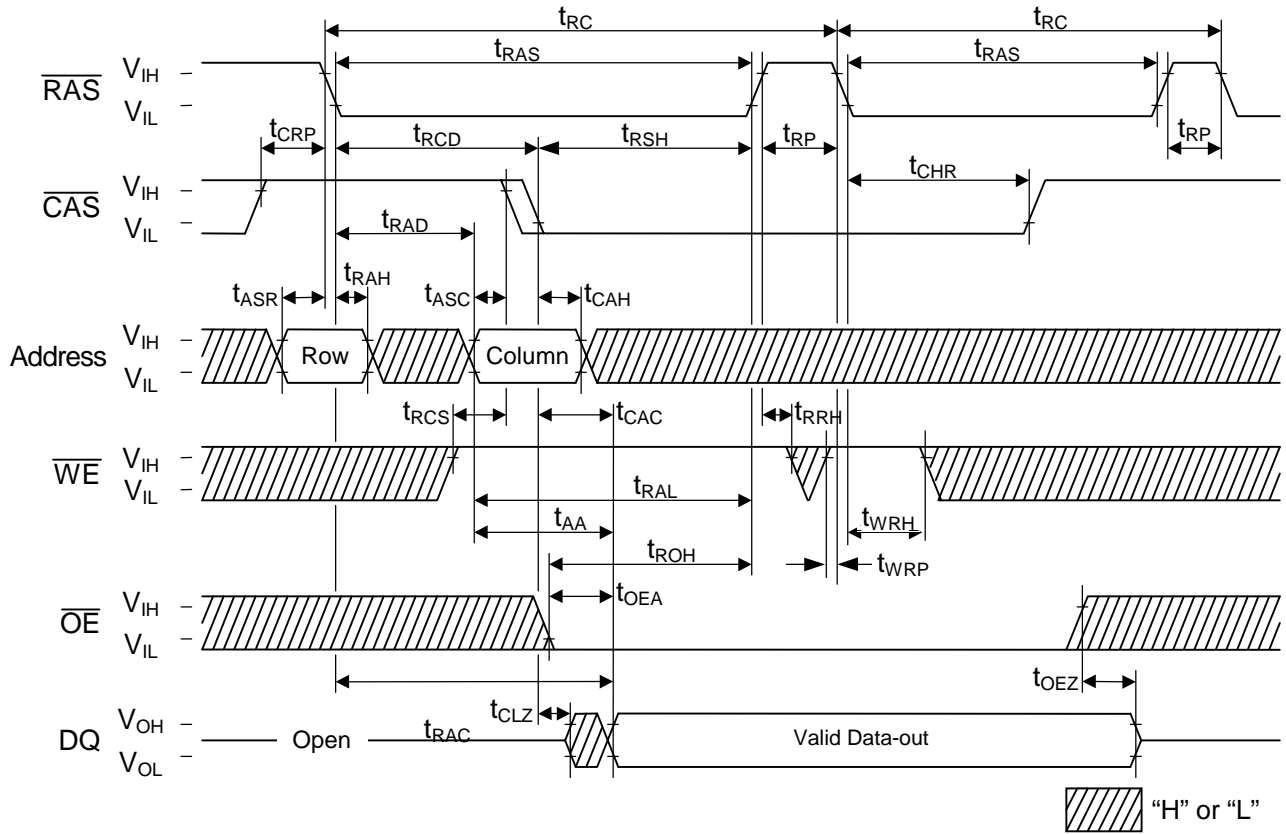 tRC tRC
tRAS tRAS
RAS VIH
VIL
tCRP tRCD tRSH tRP tRP
CAS VIH
VIL
tCHR
tRAD
tRAH
tASR tASC tCAH
Address VIH
VIL
Row Column
tRCS tCAC tRRH
WE VIH
VIL
tRAL
tAA tWRH
tROH tWRP
OE VIH
VIL
tOEA
tOEZ
tCLZ
DQ VOH
VOL
Open tRAC Valid Data-out
“H” or “L”